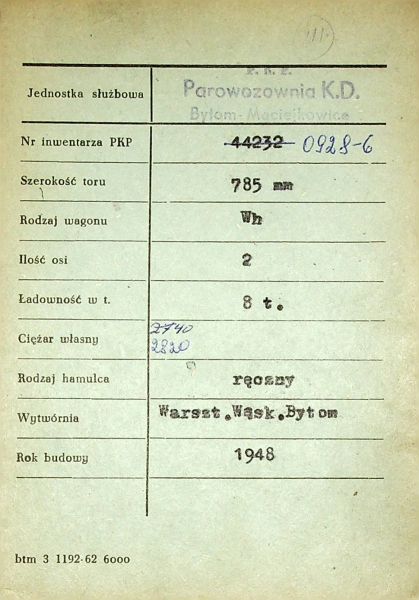 P. K. P.
Jednostka służbowa Parowozownia K.D.
Bytom-Maciejkowice
Nr inwentarza PKP 44232 0928-6
Szerokość toru 785 mm
Rodzaj wagonu Wh
Ilość osi 2
Ładowność w t. 8 t.
2740
Ciężar własny 2820
Rodzaj hamulca ręczny
Wytwórnia Warszt.Wąsk.Bytom
Rok budowy 1948
btm 3 1192-62 6000